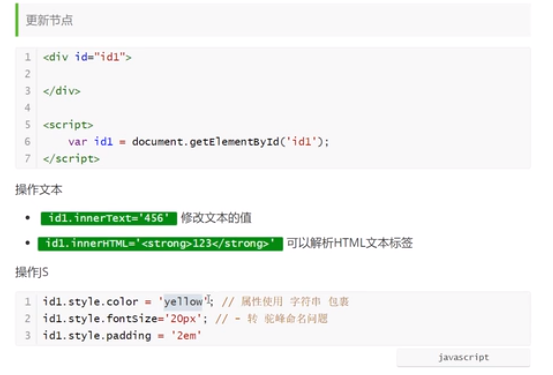 更新节点
1 <div id="id1">
2
3 </div>
4
5 <script>
6 var id1 = document.getElementById('id1');
7 </script>
操作文本
id1.innerText='456' 修改文本的值
id1.innerHTML='<strong>123</strong>' 可以解析HTML文本标签
操作JS
1 id1.style.color = 'yellow'; // 属性使用 字符串 包裹
2 id1.style.fontSize='20px'; // - 转 驼峰命名问题
3 id1.style.padding = '2em'
javascript